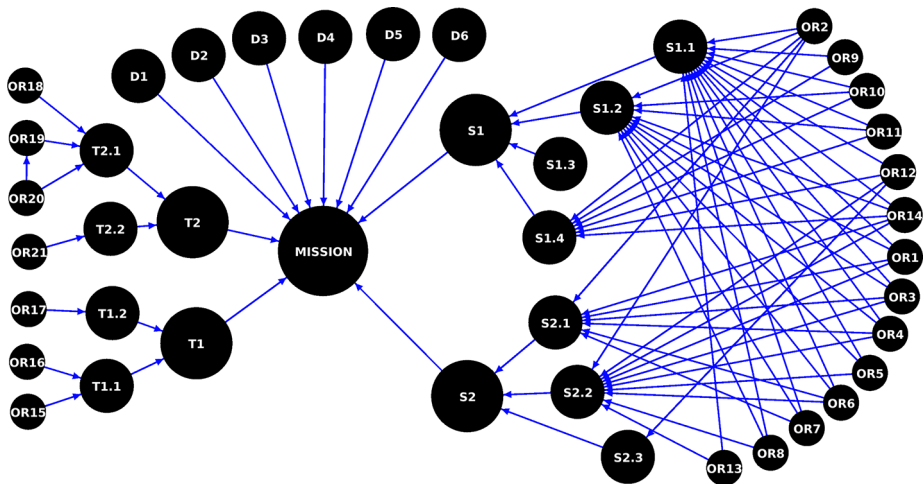 D1
D2
D3
D4
D5
D6
OR18
OR19
OR20
OR21
OR17
OR16
OR15
T2.1
T2.2
T1.2
T1.1
T2
T1
MISSION
S1
S2
S1.1
S1.2
S1.3
S1.4
S2.1
S2.2
S2.3
OR2
OR9
OR10
OR11
OR12
OR14
OR1
OR3
OR4
OR5
OR6
OR7
OR8
OR13